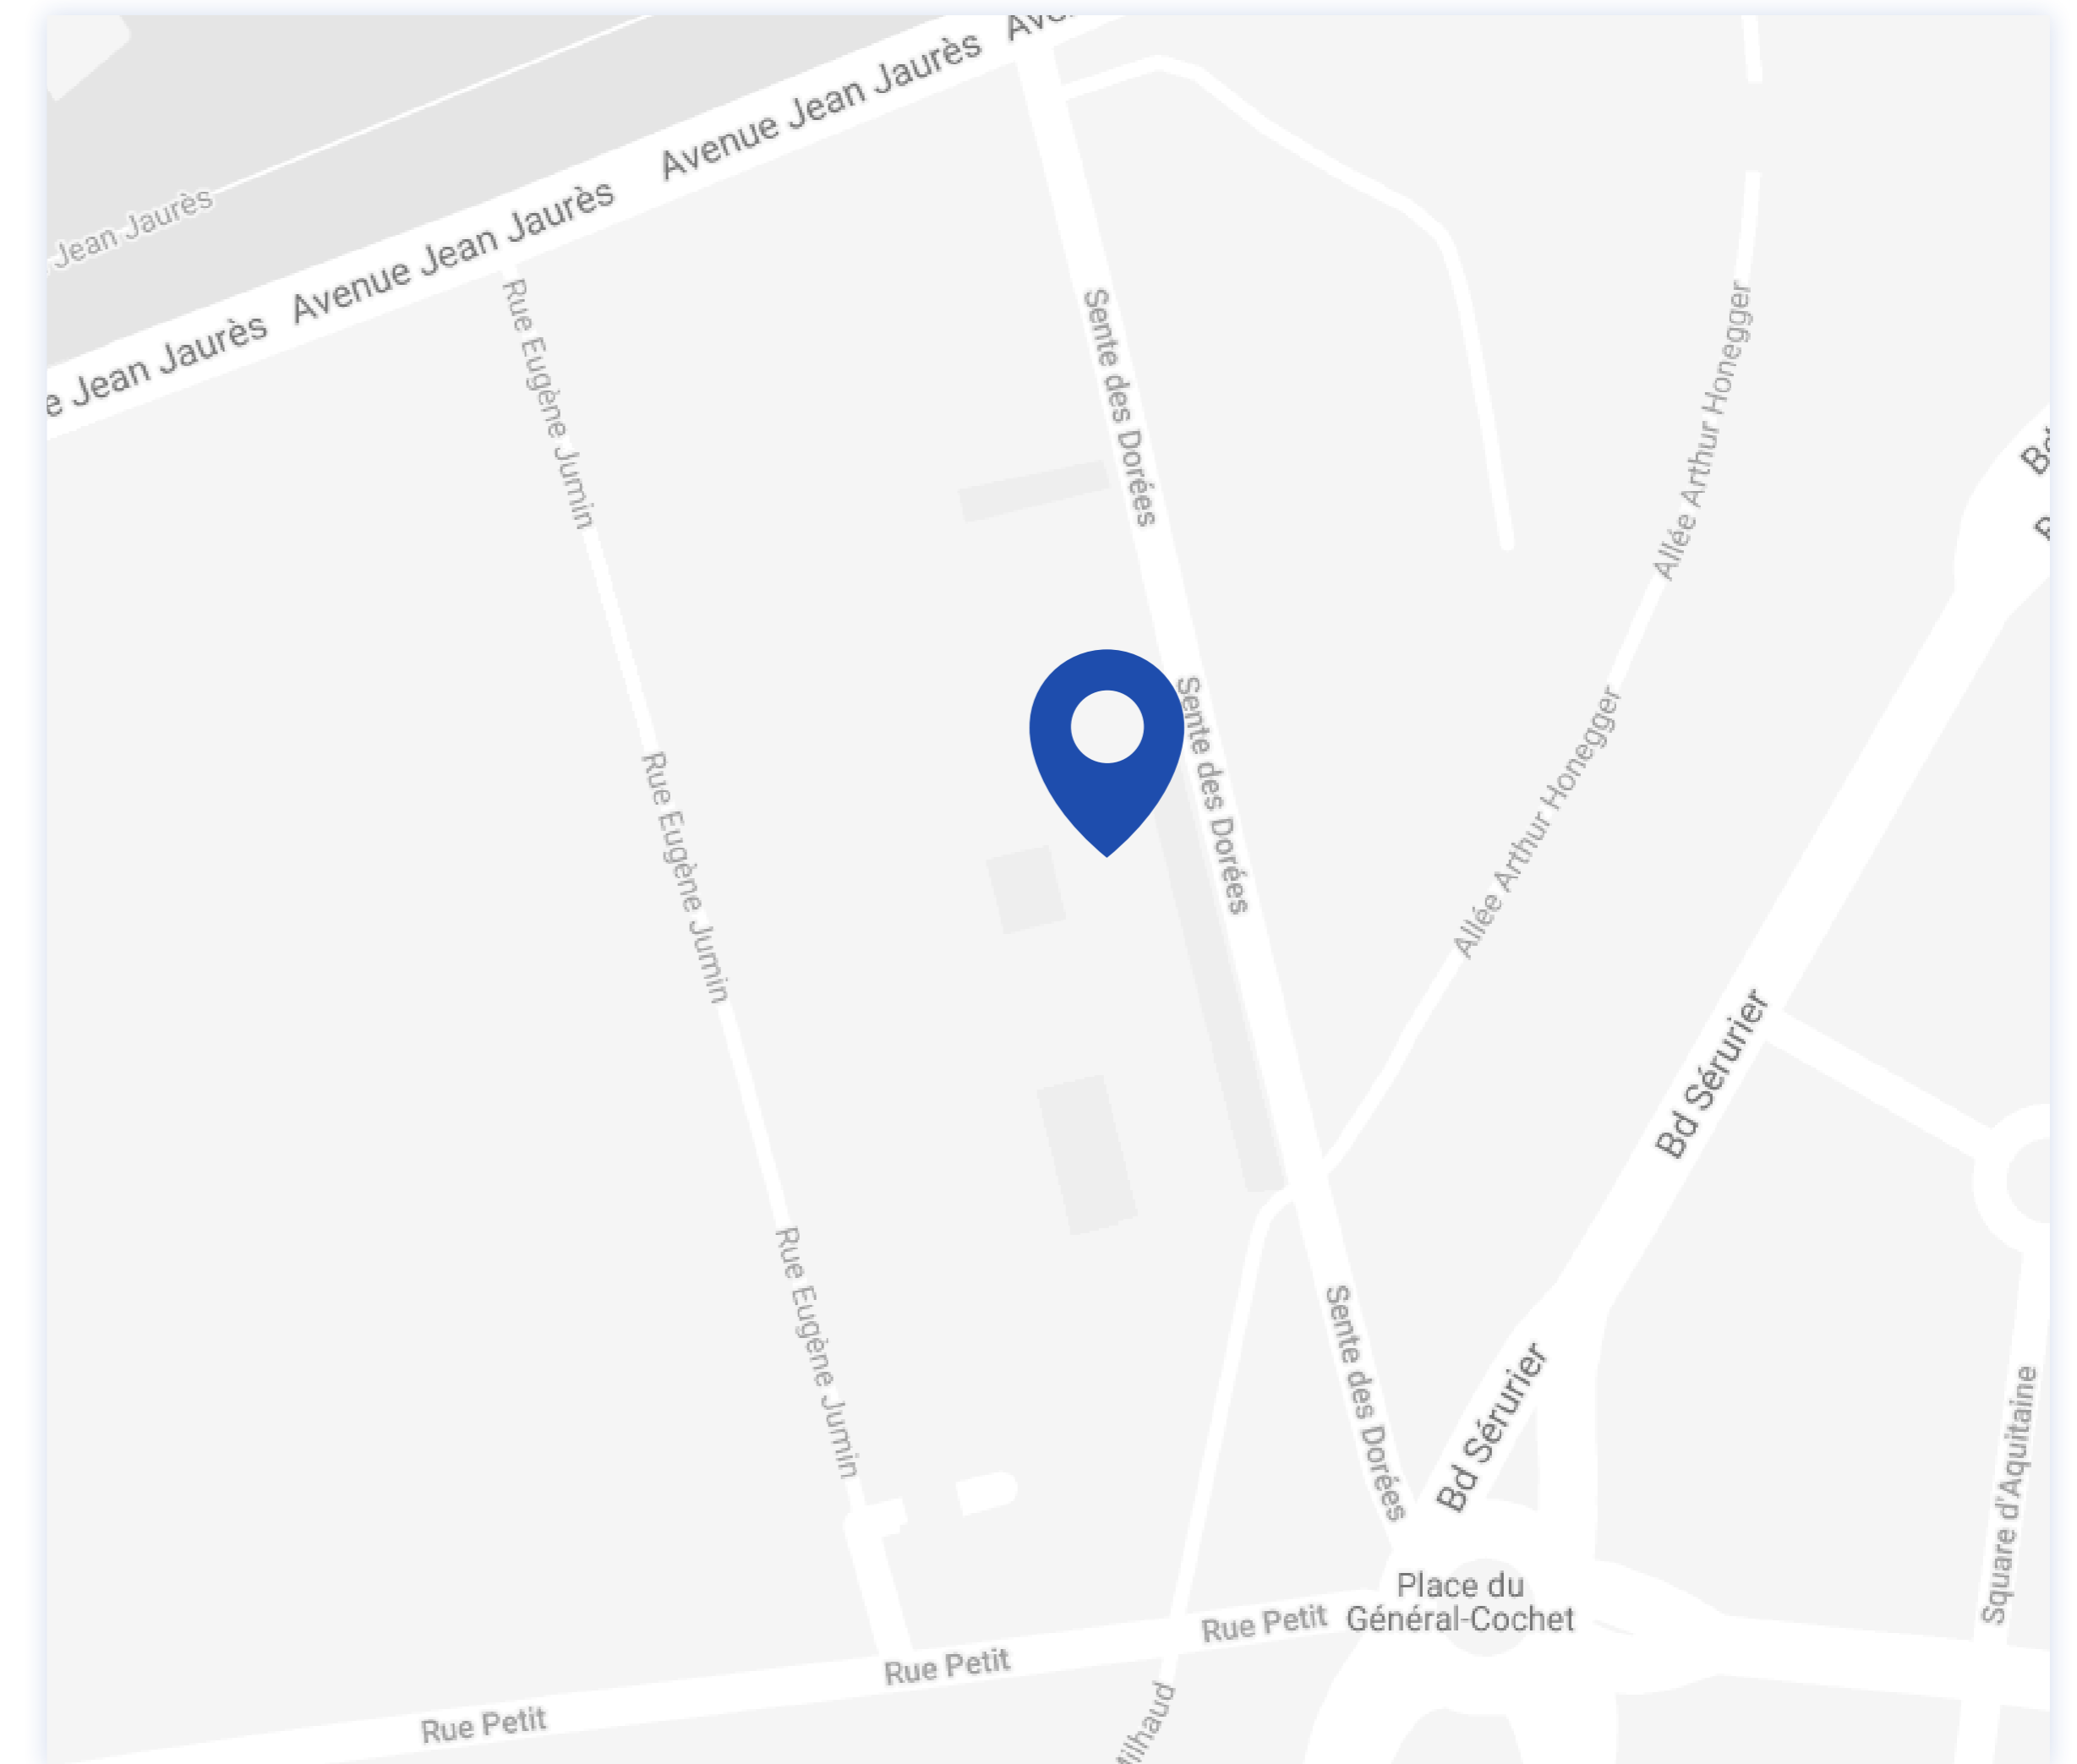 Avenue Jean Jaurès
Jean Jaurès
Avenue Jean Jaurès
Jean Jaurès
Rue Eugène Jumin
Sente des Dorées
Allée Arthur Honegger
Sente des Dorées
Allée Arthur Honegger
Rue Eugène Jumin
Bd Sérurier
Rue Eugène Jumin
Sente des Dorées
Bd Sérurier
Square d'Aquitaine
Place du
Général-Cochet
Rue Petit
Rue Petit
Rue Petit